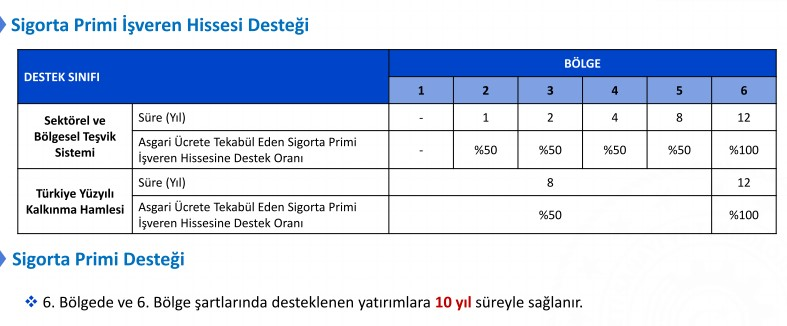 Sigorta Primi İşveren Hissesi Desteği
DESTEK SINIFI
BÖLGE
1 2 3 4 5 6
Sektörel ve
Bölgesel Teşvik
Sistemi
Süre (Yıl) - 1 2 4 8 12
Asgari Ücrete Tekabül Eden Sigorta Primi
İşveren Hissesine Destek Oranı
- %50 %50 %50 %50 %100
Türkiye Yüzyılı
Kalkınma Hamlesi
Süre (Yıl) 8 12
Asgari Ücrete Tekabül Eden Sigorta Primi
İşveren Hissesine Destek Oranı
%50 %100
Sigorta Primi Desteği
❖ 6. Bölgede ve 6. Bölge şartlarında desteklenen yatırımlara 10 yıl süreyle sağlanır.